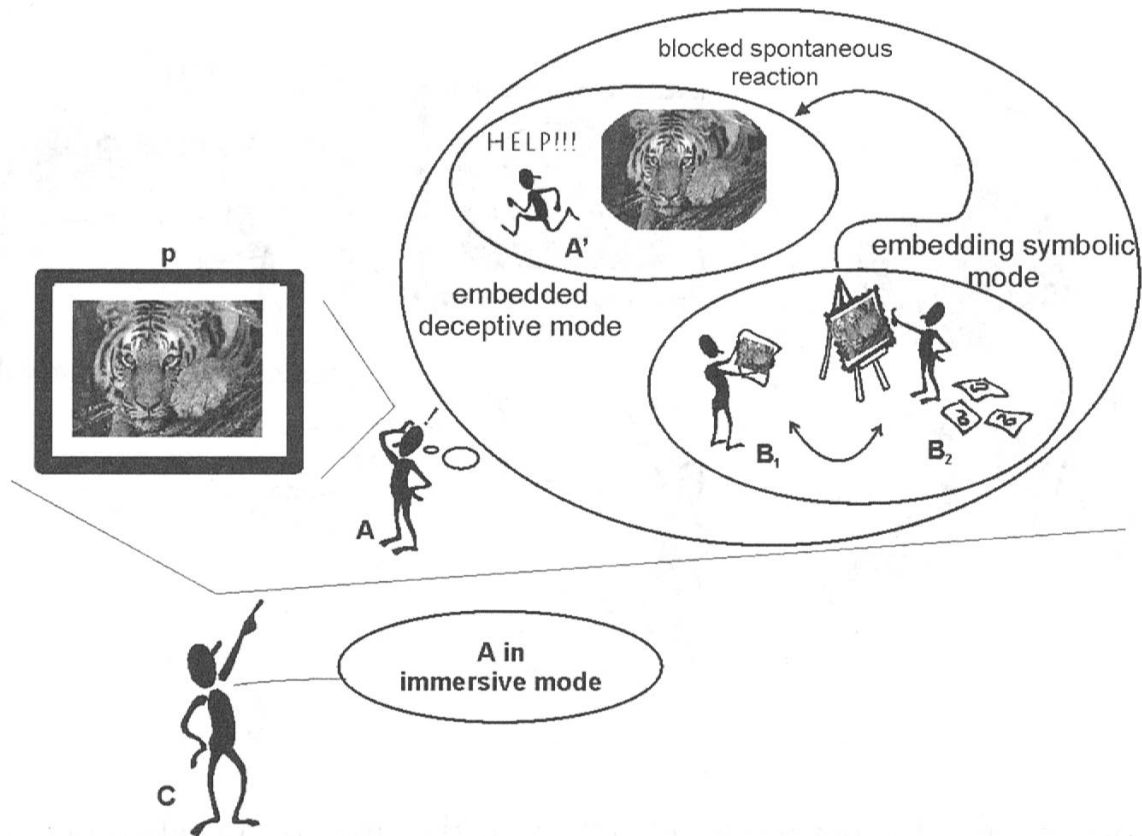 blocked spontaneous
reaction
HELP!!!
A'
embedding symbolic
mode
embedded
deceptive mode
p
B₁
B₂
A
A in
immersive mode
C